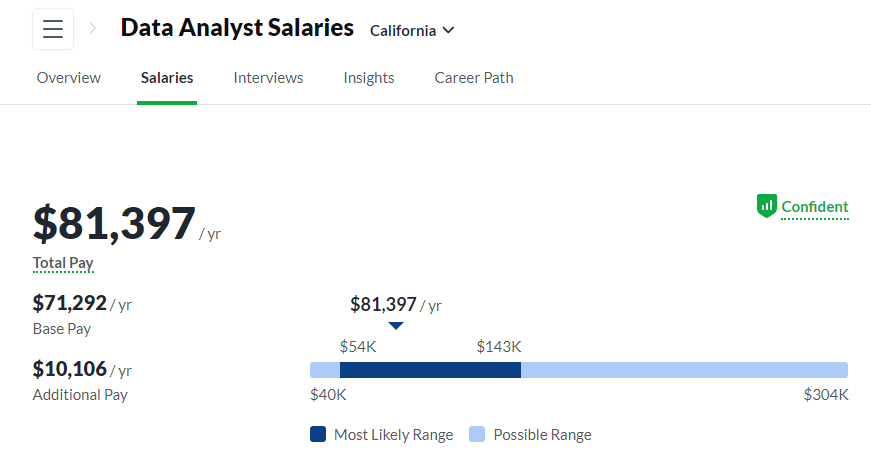 Data Analyst Salaries California
Overview Salaries Interviews Insights Career Path
$81,397 / yr
Confident
Total Pay
$71,292 / yr
Base Pay
$10,106 / yr
Additional Pay
$81,397 / yr
$54K $143K
$40K $304K
Most Likely Range Possible Range